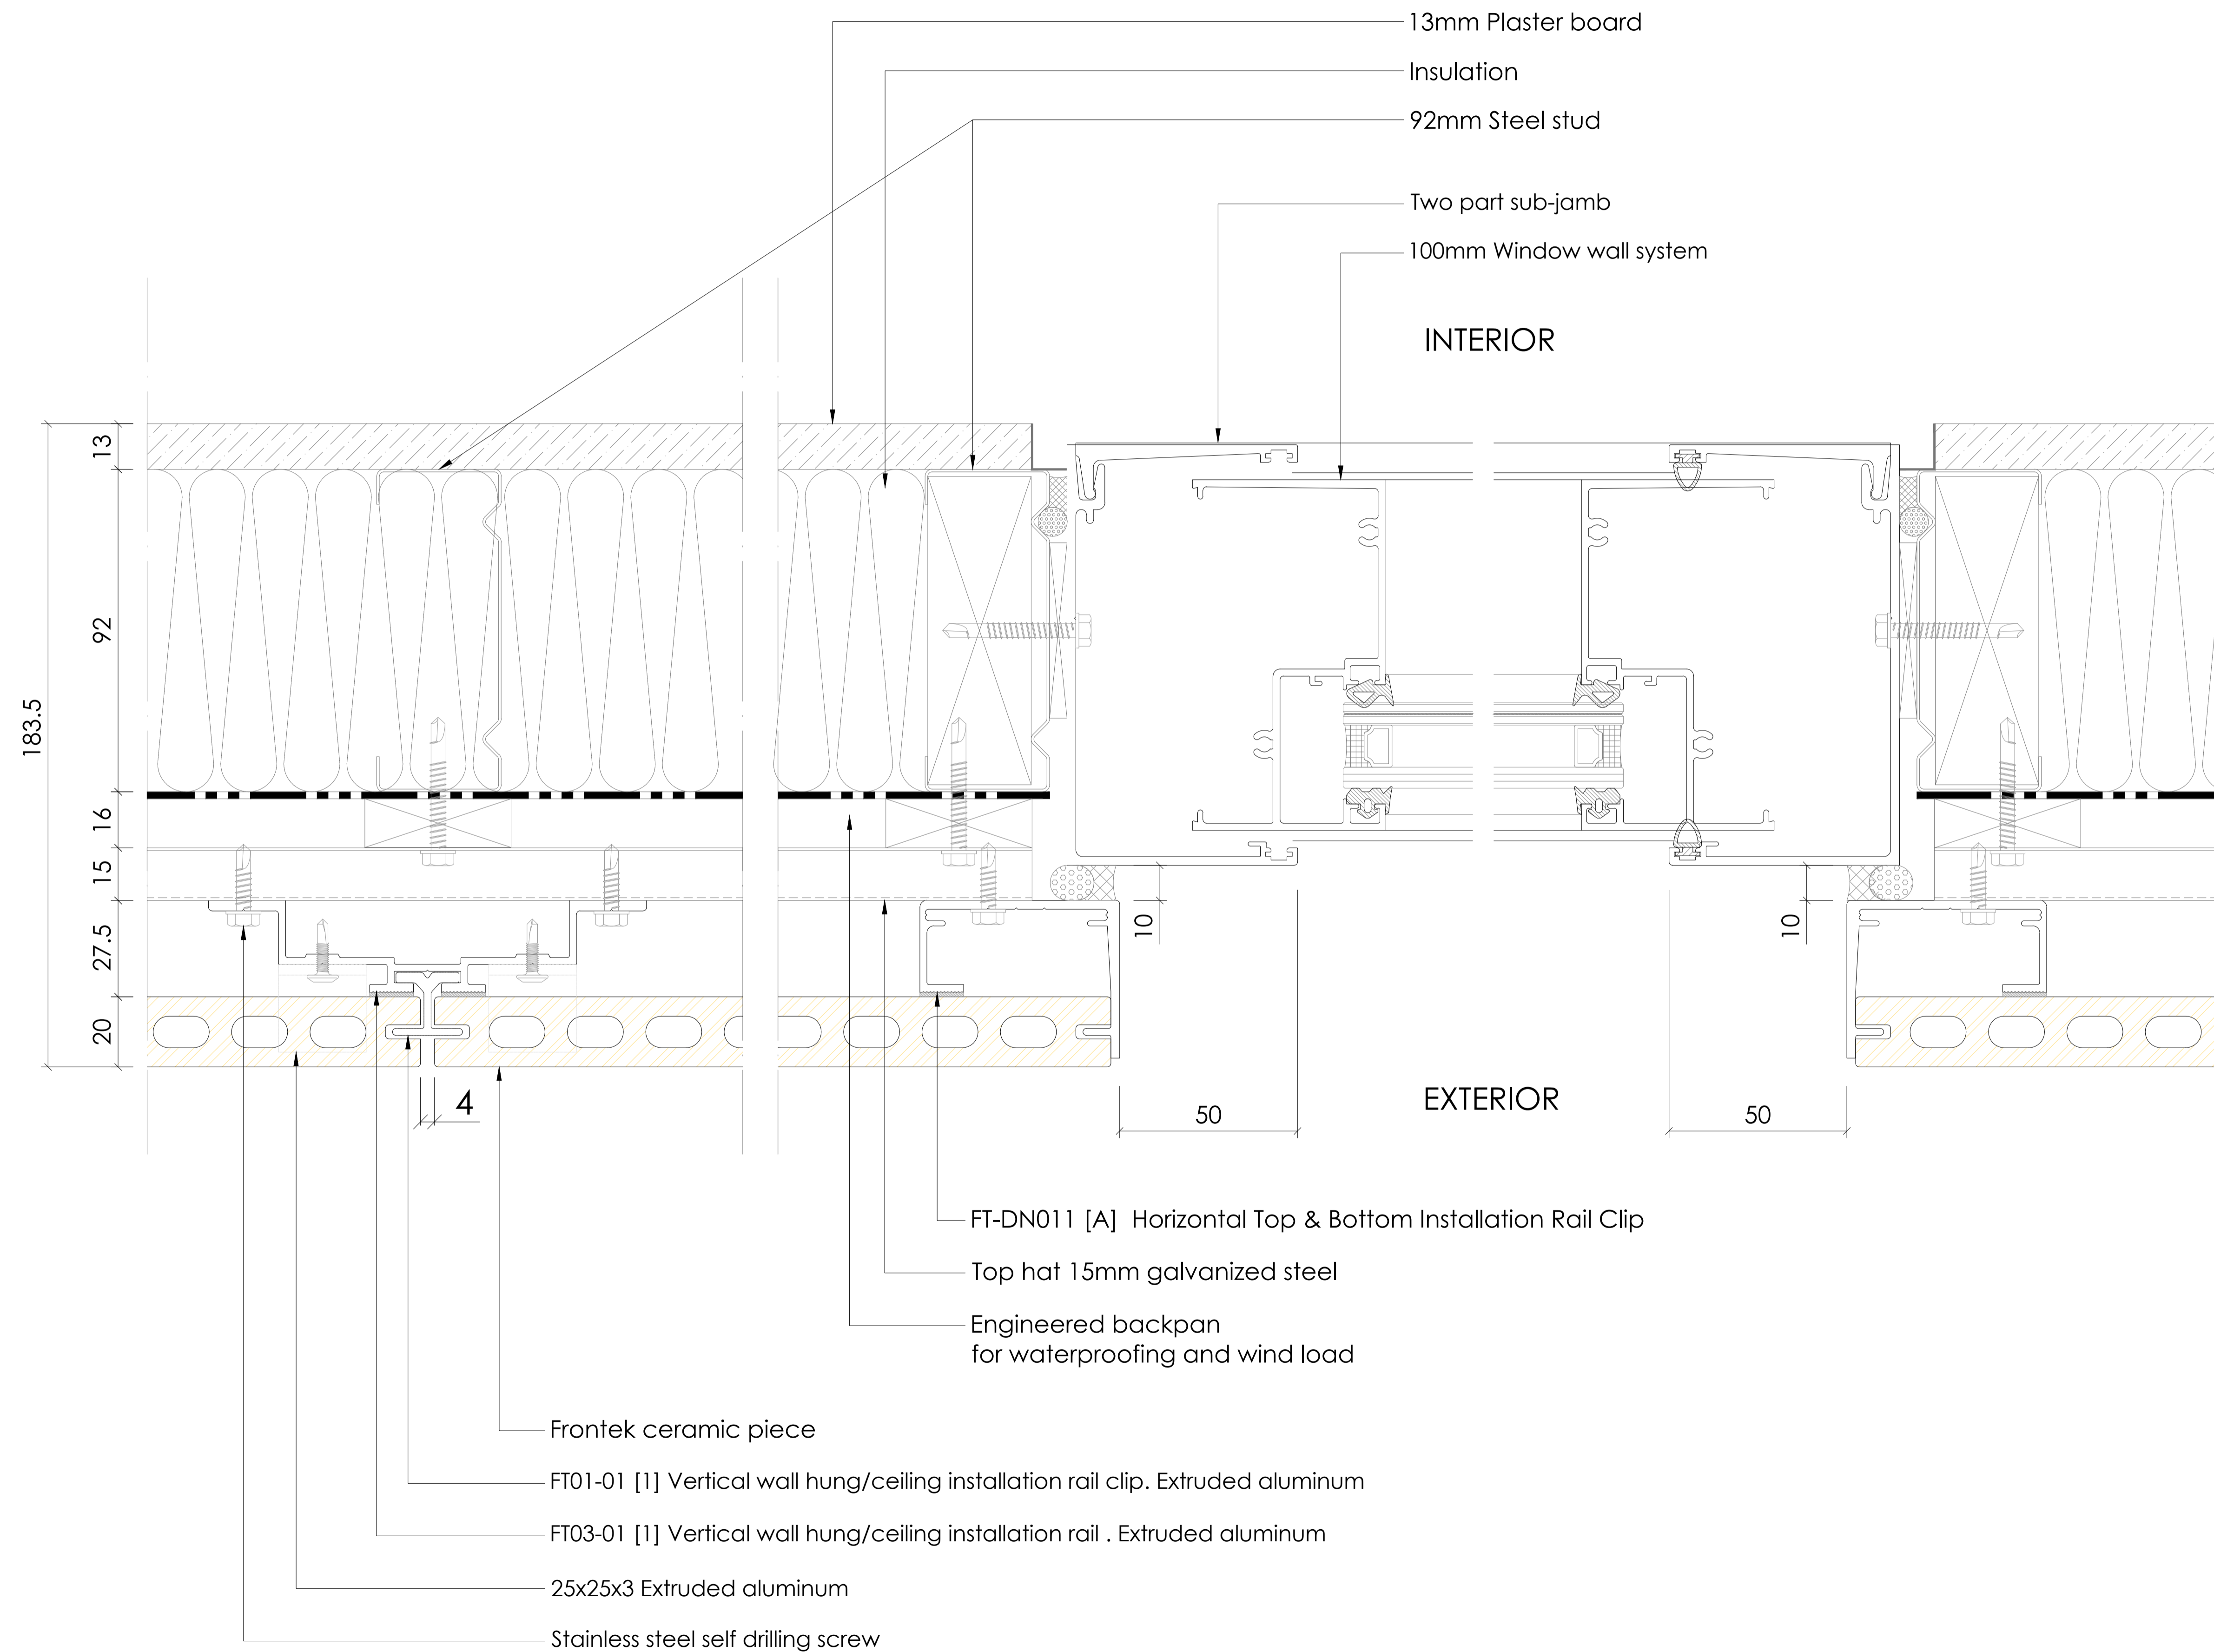 13mm Plaster board
Insulation
92mm Steel stud
Two part sub-jamb
100mm Window wall system
INTERIOR
13
92
183.5
16
15
27.5
20
10
10
4
50
EXTERIOR
50
FT-DN011 [A] Horizontal Top & Bottom Installation Rail Clip
Top hat 15mm galvanized steel
Engineered backpan
for waterproofing and wind load
Frontek ceramic piece
FT01-01 [1] Vertical wall hung/ceiling installation rail clip. Extruded aluminum
FT03-01 [1] Vertical wall hung/ceiling installation rail . Extruded aluminum
25x25x3 Extruded aluminum
Stainless steel self drilling screw